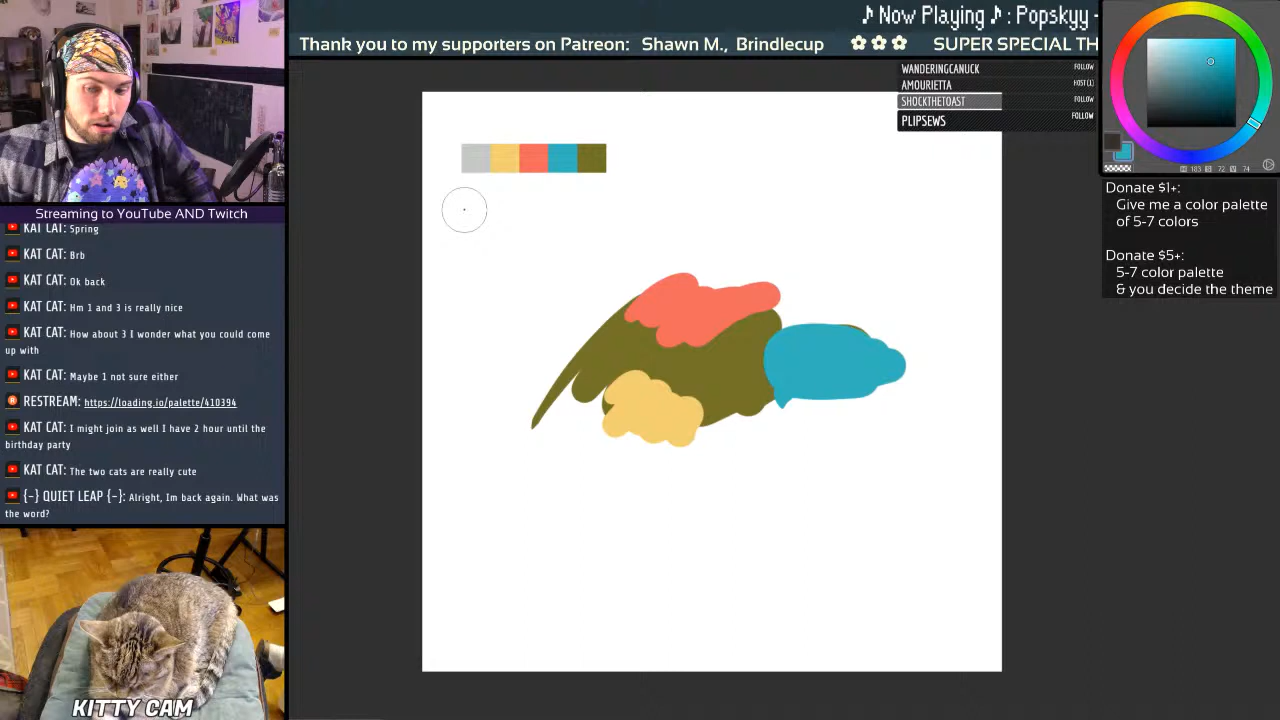 ♪ Now Playing ♪ : Popskyy -
Thank you to my supporters on Patreon: Shawn M., Brindlecup ✿ ✿ ✿ SUPER SPECIAL TH
WANDERINGCANUCK FOLLOW
AMOURIETTA HOST(1)
SHOCKTHETOAST FOLLOW
PLIPSEWS FOLLOW
183 72 74
Donate $1+:
Give me a color palette
of 5-7 colors
Donate $5+:
5-7 color palette
& you decide the theme
Streaming to YouTube AND Twitch
KAT CAT: Spring
KAT CAT: Brb
KAT CAT: Ok back
KAT CAT: Hm 1 and 3 is really nice
KAT CAT: How about 3 I wonder what you could come
up with
KAT CAT: Maybe 1 not sure either
RESTREAM: https://loading.io/palette/410394
KAT CAT: I might join as well I have 2 hour until the
birthday party
KAT CAT: The two cats are really cute
{-} QUIET LEAP {-}: Alright, Im back again. What was
the word?
KITTY CAM